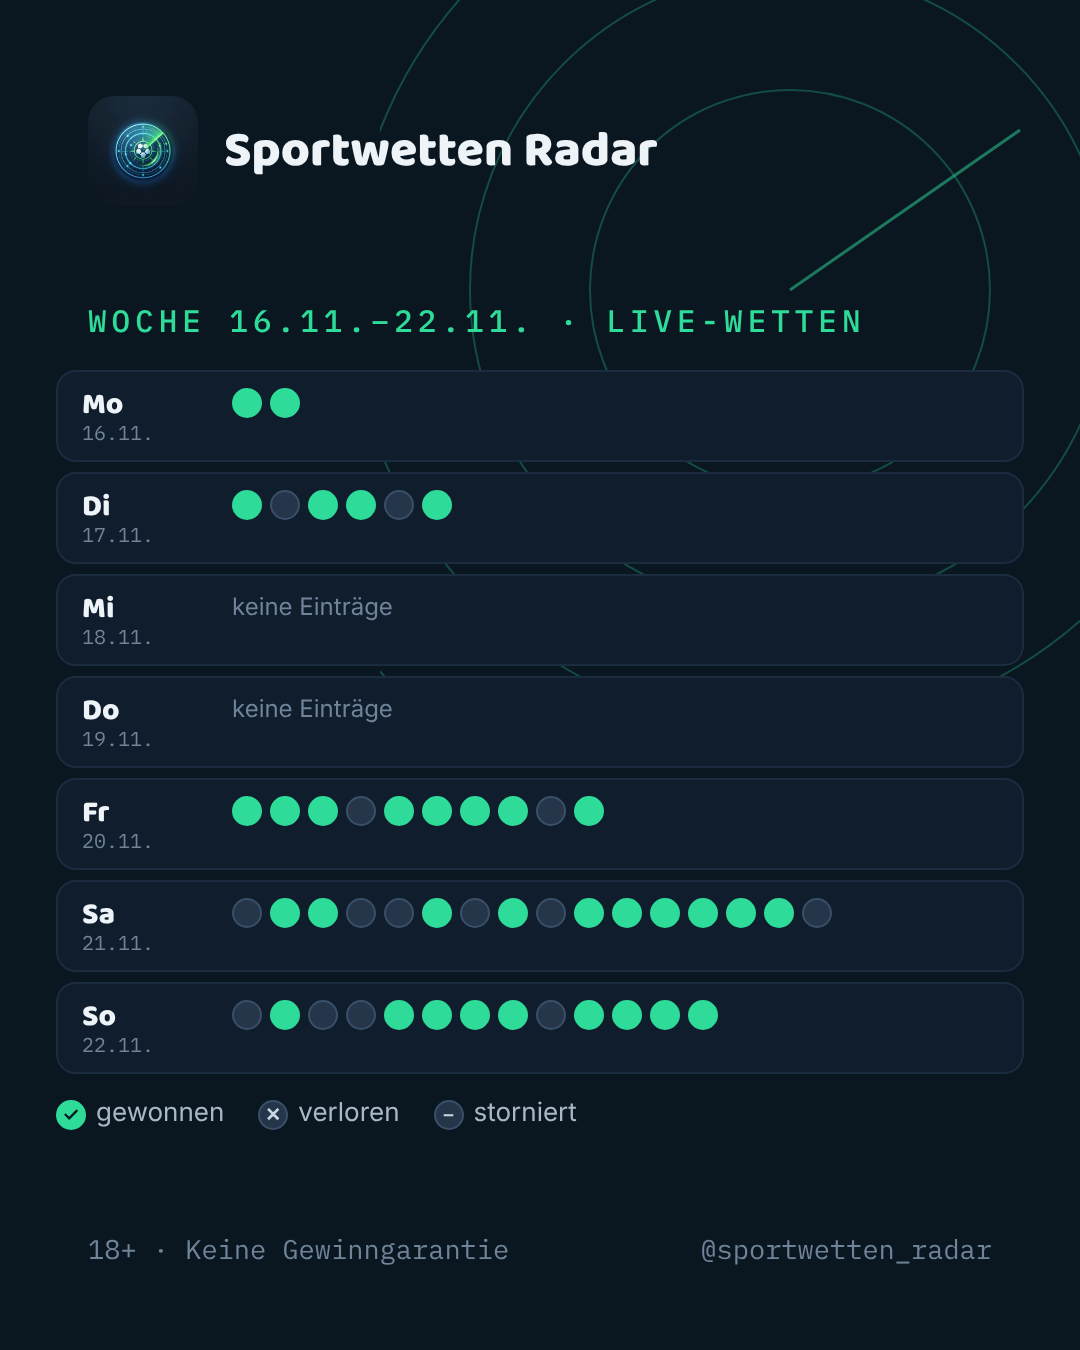 Sportwetten Radar
WOCHE 16.11.–22.11. · LIVE-WETTEN
Mo
16.11.
Di
17.11.
Mi
keine Einträge
18.11.
Do
keine Einträge
19.11.
Fr
20.11.
Sa
21.11.
So
22.11.
gewonnen verloren storniert
18+ · Keine Gewinngarantie @sportwetten_radar